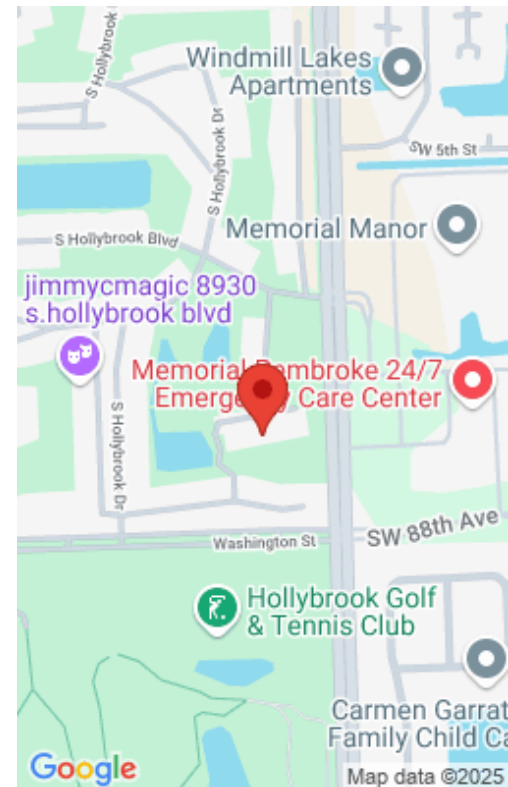 S Hollybrook
Windmill Lakes
Apartments
S Hollybrook Dr
SW 5th St
S Hollybrook Blvd
Memorial Manor
jimmycmagic 8930
s.hollybrook blvd
Memorial Pembroke 24/7
Emergency Care Center
S Hollybrook Dr
Washington St
SW 88th Ave
Hollybrook Golf
& Tennis Club
Carmen Garrat
Family Child Ca
Google
Map data ©2025